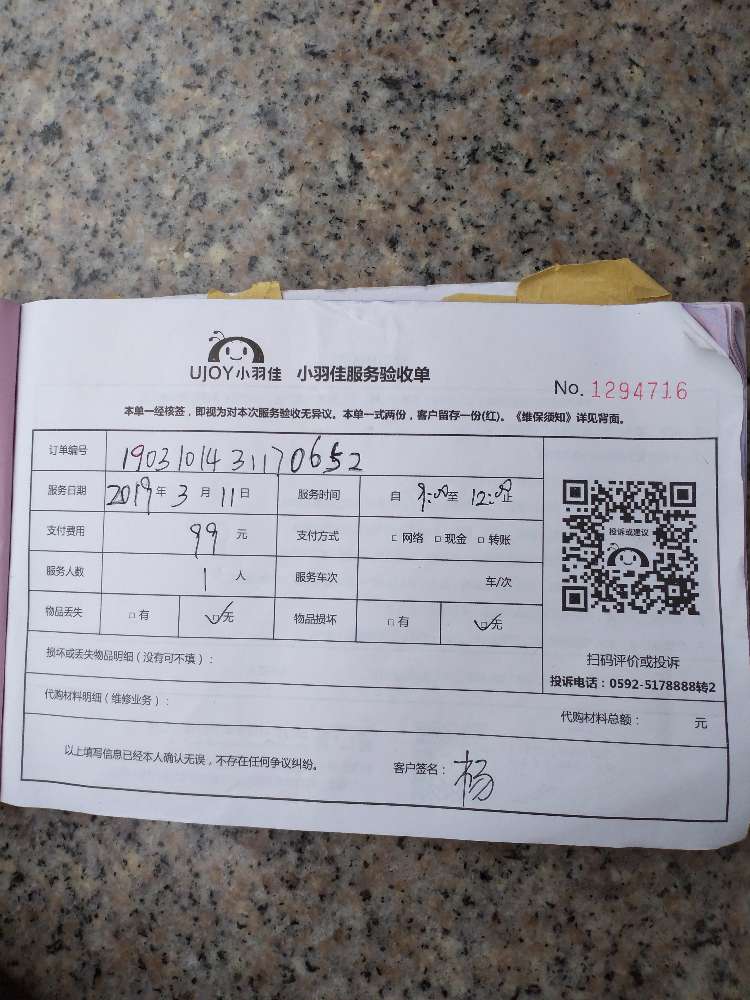 UJOY小羽佳 小羽佳服务验收单
No. 1294716
本单一经核签，即视为对本次服务验收无异议。本单一式两份，客户留存一份(红)。《维保须知》详见背面。
订单编号 1903101431170652
服务日期 2019年 3 月 11 日 服务时间 自 9:00 至 12:00 止
支付费用 99 元 支付方式 □ 网络 □ 现金 □ 转账
服务人数 1 人 服务车次 车/次
物品丢失 □ 有 ☑ 无 物品损坏 □ 有 ☑ 无
投诉或建议
扫码评价或投诉
投诉电话：0592-5178888转2
损坏或丢失物品明细（没有可不填）：
代购材料明细（维修业务）：
代购材料总额： 元
以上填写信息已经本人确认无误，不存在任何争议纠纷。 客户签名：杨